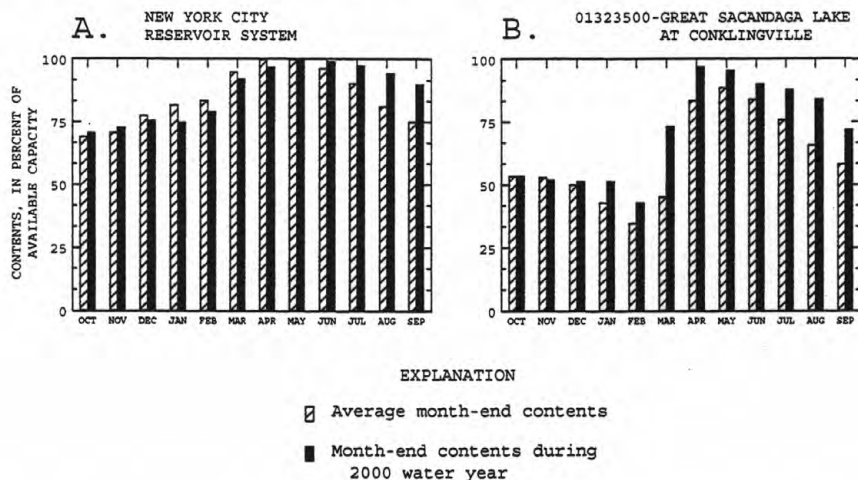 A. NEW YORK CITY
RESERVOIR SYSTEM
CONTENTS, IN PERCENT OF
AVAILABLE CAPACITY
100
75
50
25
0
OCT NOV DEC JAN FEB MAR APR MAY JUN JUL AUG SEP
B. 01323500-GREAT SACANDAGA LAKE
AT CONKLINGVILLE
100
75
50
25
0
OCT NOV DEC JAN FEB MAR APR MAY JUN JUL AUG SEP
EXPLANATION
Average month-end contents
Month-end contents during
2000 water year